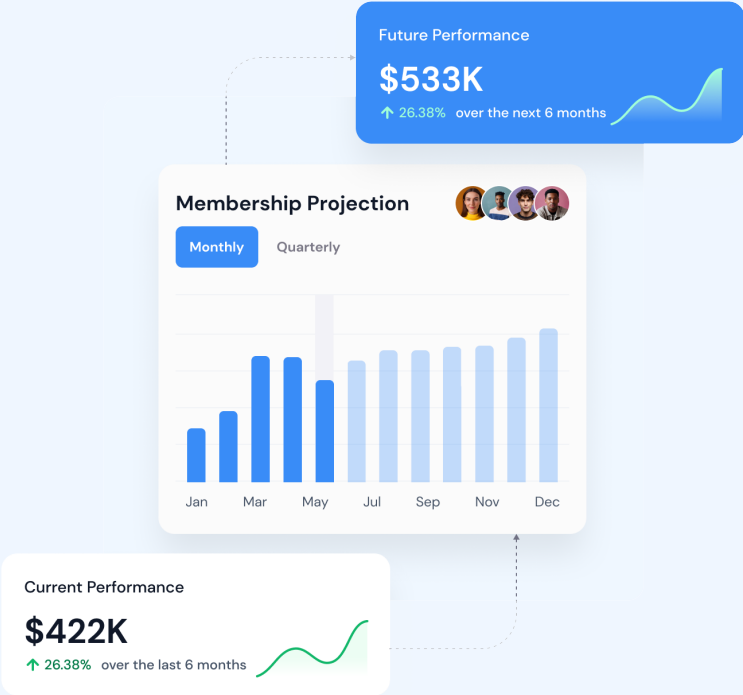 Future Performance
$533K
26.38% over the next 6 months
Membership Projection
Monthly Quarterly
Jan Mar May Jul Sep Nov Dec
Current Performance
$422K
26.38% over the last 6 months